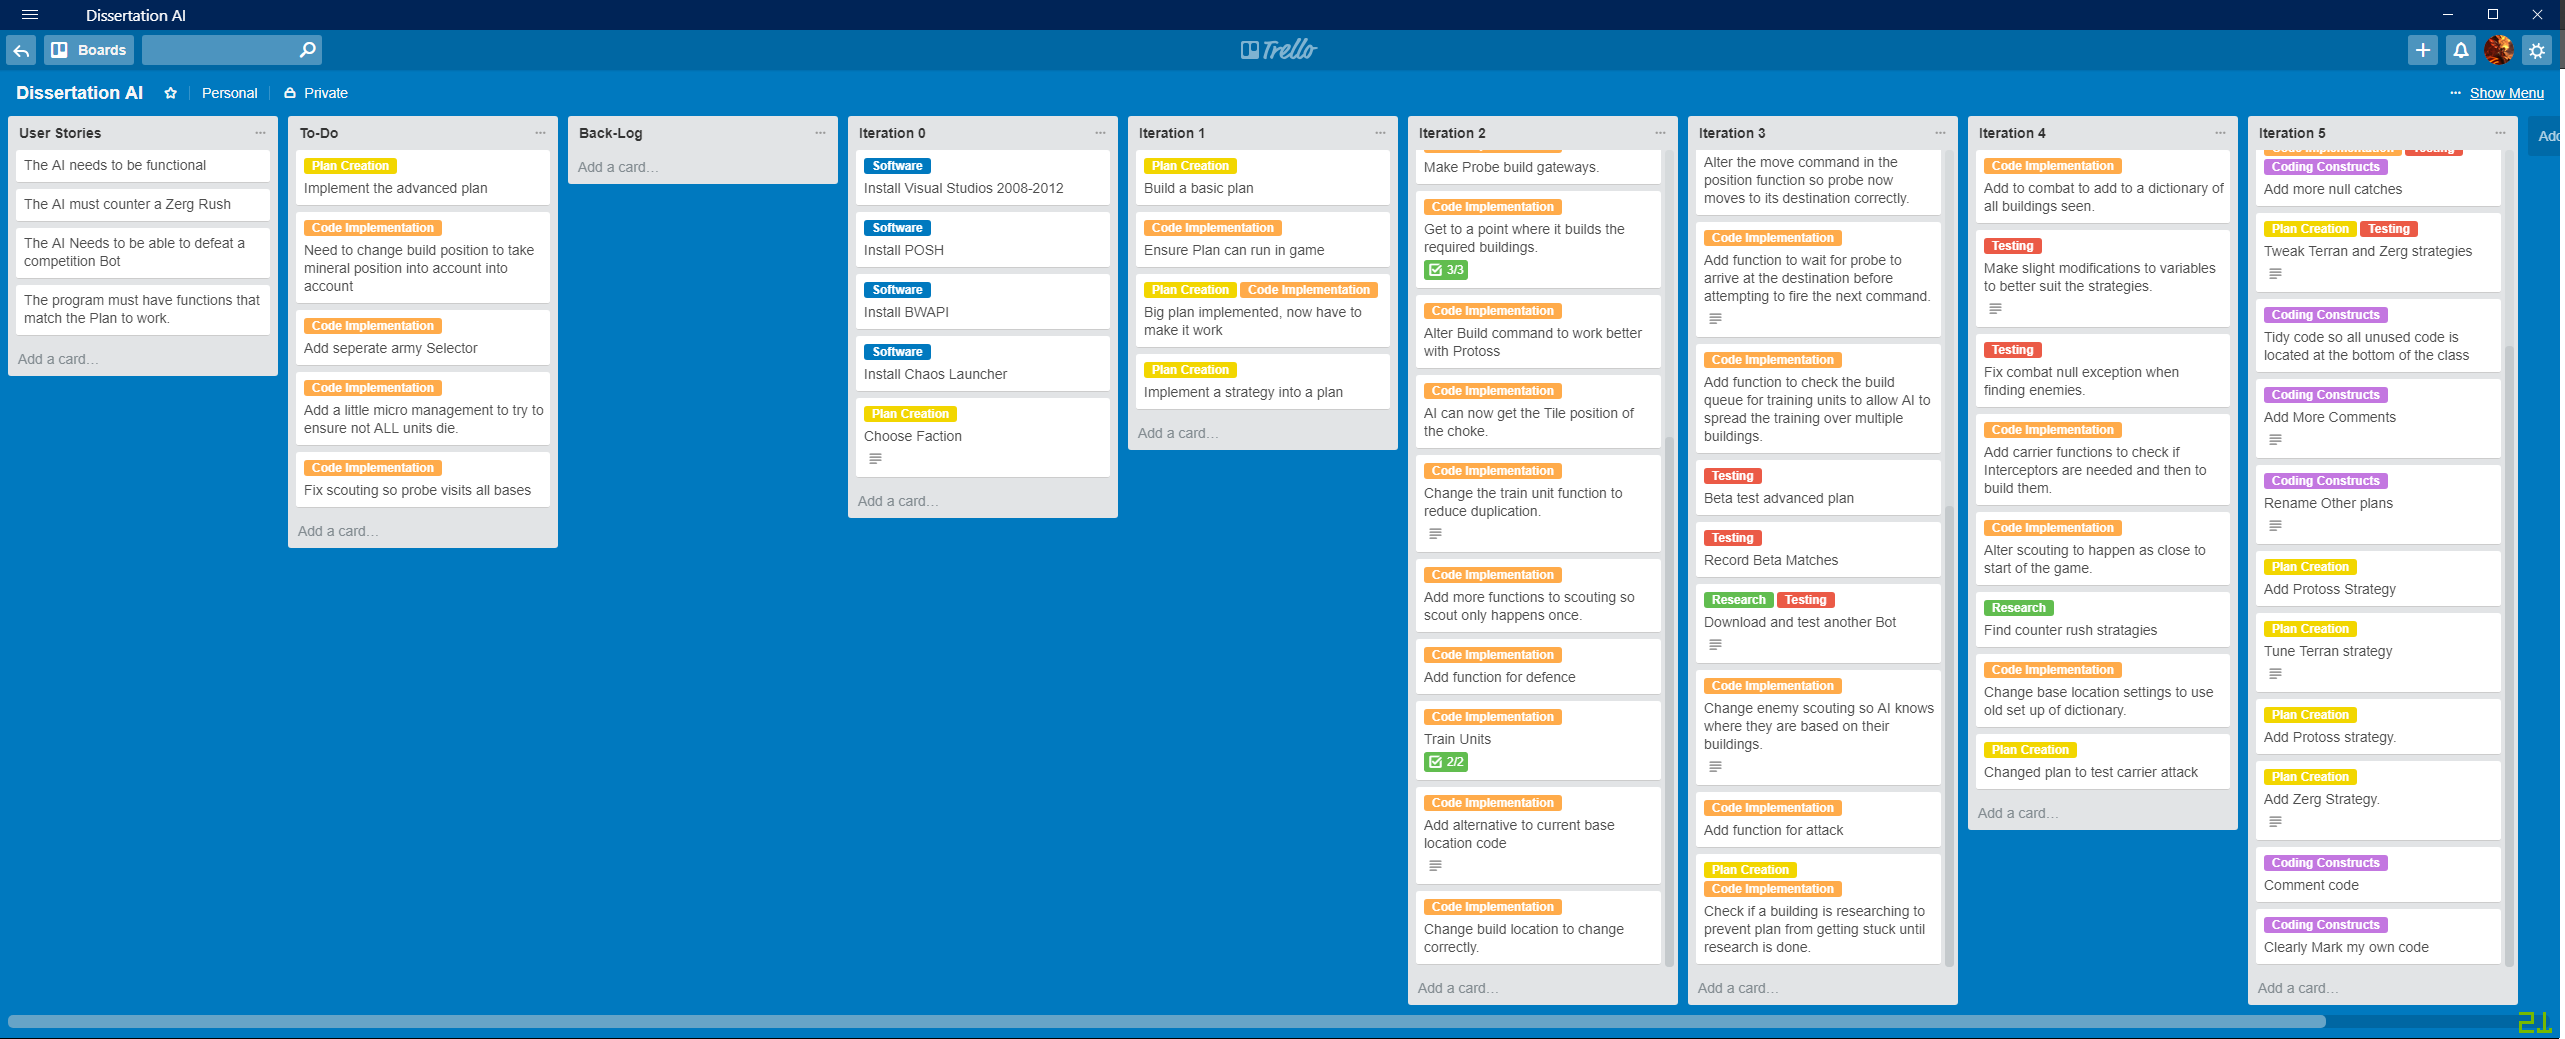 Dissertation AI
Boards
Trello
Dissertation AI
Personal
Private
Show Menu
User Stories
The AI needs to be functional
The AI must counter a Zerg Rush
The AI Needs to be able to defeat a
competition Bot
The program must have functions that
match the Plan to work.
Add a card...
To-Do
Plan Creation
Implement the advanced plan
Code Implementation
Need to change build position to take
mineral position into account into
account
Code Implementation
Add seperate army Selector
Code Implementation
Add a little micro management to try to
ensure not ALL units die.
Code Implementation
Fix scouting so probe visits all bases
Add a card...
Back-Log
Add a card...
Iteration 0
Software
Install Visual Studios 2008-2012
Software
Install POSH
Software
Install BWAPI
Software
Install Chaos Launcher
Plan Creation
Choose Faction
Add a card...
Iteration 1
Plan Creation
Build a basic plan
Code Implementation
Ensure Plan can run in game
Plan Creation Code Implementation
Big plan implemented, now have to
make it work
Plan Creation
Implement a strategy into a plan
Add a card...
Iteration 2
Make Probe build gateways.
Code Implementation
Get to a point where it builds the
required buildings.
3/3
Code Implementation
Alter Build command to work better
with Protoss
Code Implementation
AI can now get the Tile position of
the choke.
Code Implementation
Change the train unit function to
reduce duplication.
Code Implementation
Add more functions to scouting so
scout only happens once.
Code Implementation
Add function for defence
Code Implementation
Train Units
2/2
Code Implementation
Add alternative to current base
location code
Code Implementation
Change build location to change
correctly.
Add a card...
Iteration 3
Alter the move command in the
position function so probe now
moves to its destination correctly.
Code Implementation
Add function to wait for probe to
arrive at the destination before
attempting to fire the next command.
Code Implementation
Add function to check the build
queue for training units to allow AI to
spread the training over multiple
buildings.
Testing
Beta test advanced plan
Testing
Record Beta Matches
Research Testing
Download and test another Bot
Code Implementation
Change enemy scouting so AI knows
where they are based on their
buildings.
Code Implementation
Add function for attack
Plan Creation
Code Implementation
Check if a building is researching to
prevent plan from getting stuck until
research is done.
Add a card...
Iteration 4
Code Implementation
Add to combat to add to a dictionary of
all buildings seen.
Testing
Make slight modifications to variables
to better suit the strategies.
Testing
Fix combat null exception when
finding enemies.
Code Implementation
Add carrier functions to check if
Interceptors are needed and then to
build them.
Code Implementation
Alter scouting to happen as close to
start of the game.
Research
Find counter rush stratagies
Code Implementation
Change base location settings to use
old set up of dictionary.
Plan Creation
Changed plan to test carrier attack
Add a card...
Iteration 5
Code Implementation Testing
Coding Constructs
Add more null catches
Plan Creation Testing
Tweak Terran and Zerg strategies
Coding Constructs
Tidy code so all unused code is
located at the bottom of the class
Coding Constructs
Add More Comments
Coding Constructs
Rename Other plans
Plan Creation
Add Protoss Strategy
Plan Creation
Tune Terran strategy
Plan Creation
Add Protoss strategy.
Plan Creation
Add Zerg Strategy.
Coding Constructs
Comment code
Coding Constructs
Clearly Mark my own code
Add a card...
Add
21